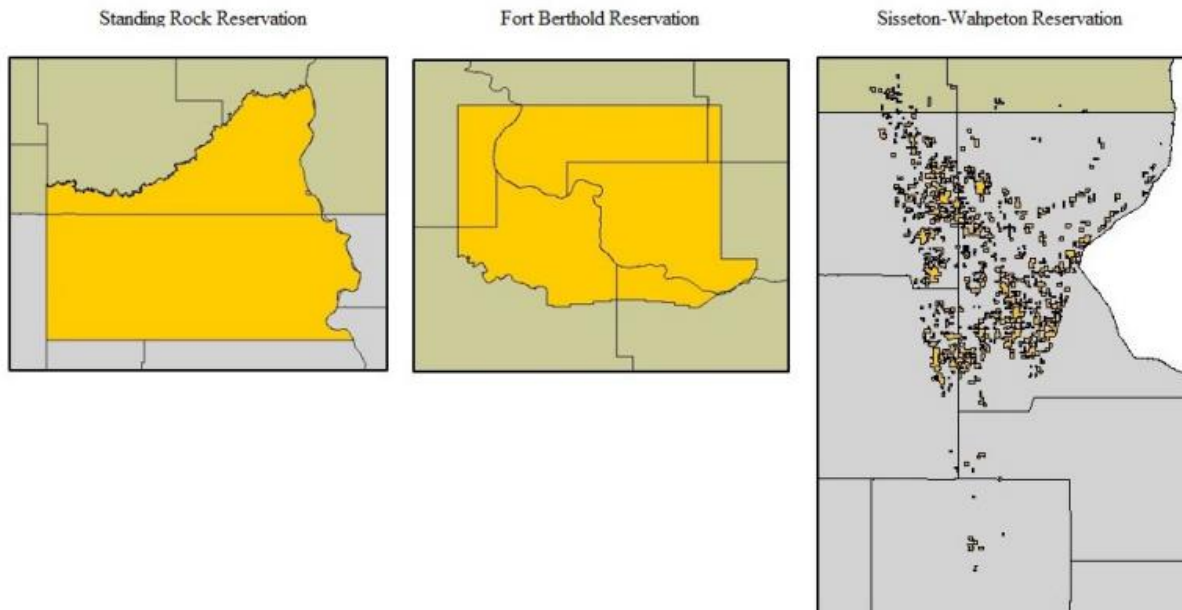 Standing Rock Reservation
Fort Berthold Reservation
Sisseton-Wahpeton Reservation